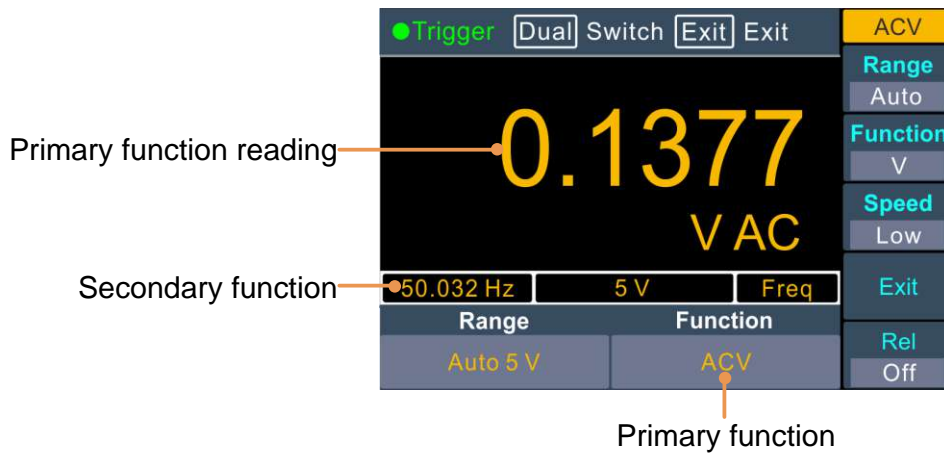 Trigger Dual Switch Exit Exit
ACV
Range
Auto
Primary function reading
0.1377
V AC
Function
V
Speed
Low
Secondary function
50.032 Hz 5 V Freq
Exit
Range Function
Auto 5 V ACV
Rel
Off
Primary function